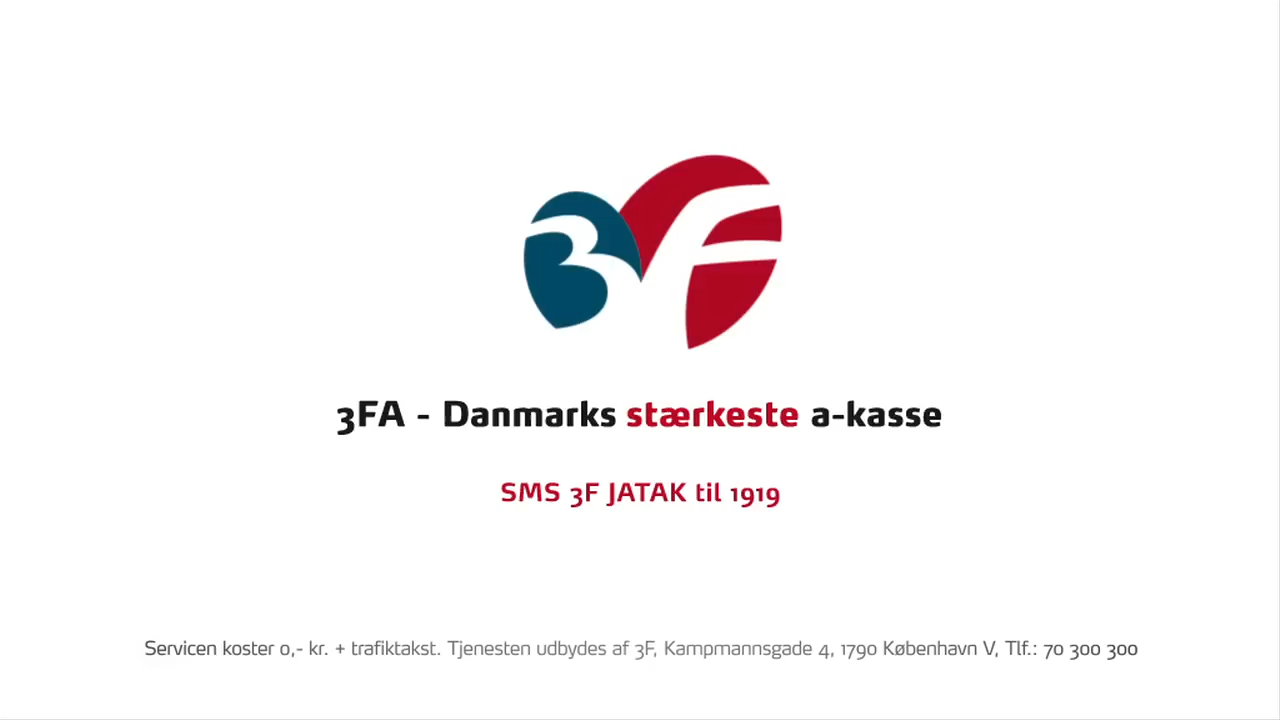 3F
3FA - Danmarks stærkeste a-kasse
SMS 3F JATAK til 1919
Servicen koster 0,- kr. + trafiktakst. Tjenesten udbydes af 3F, Kampmannsgade 4, 1790 København V, Tlf.: 70 300 300